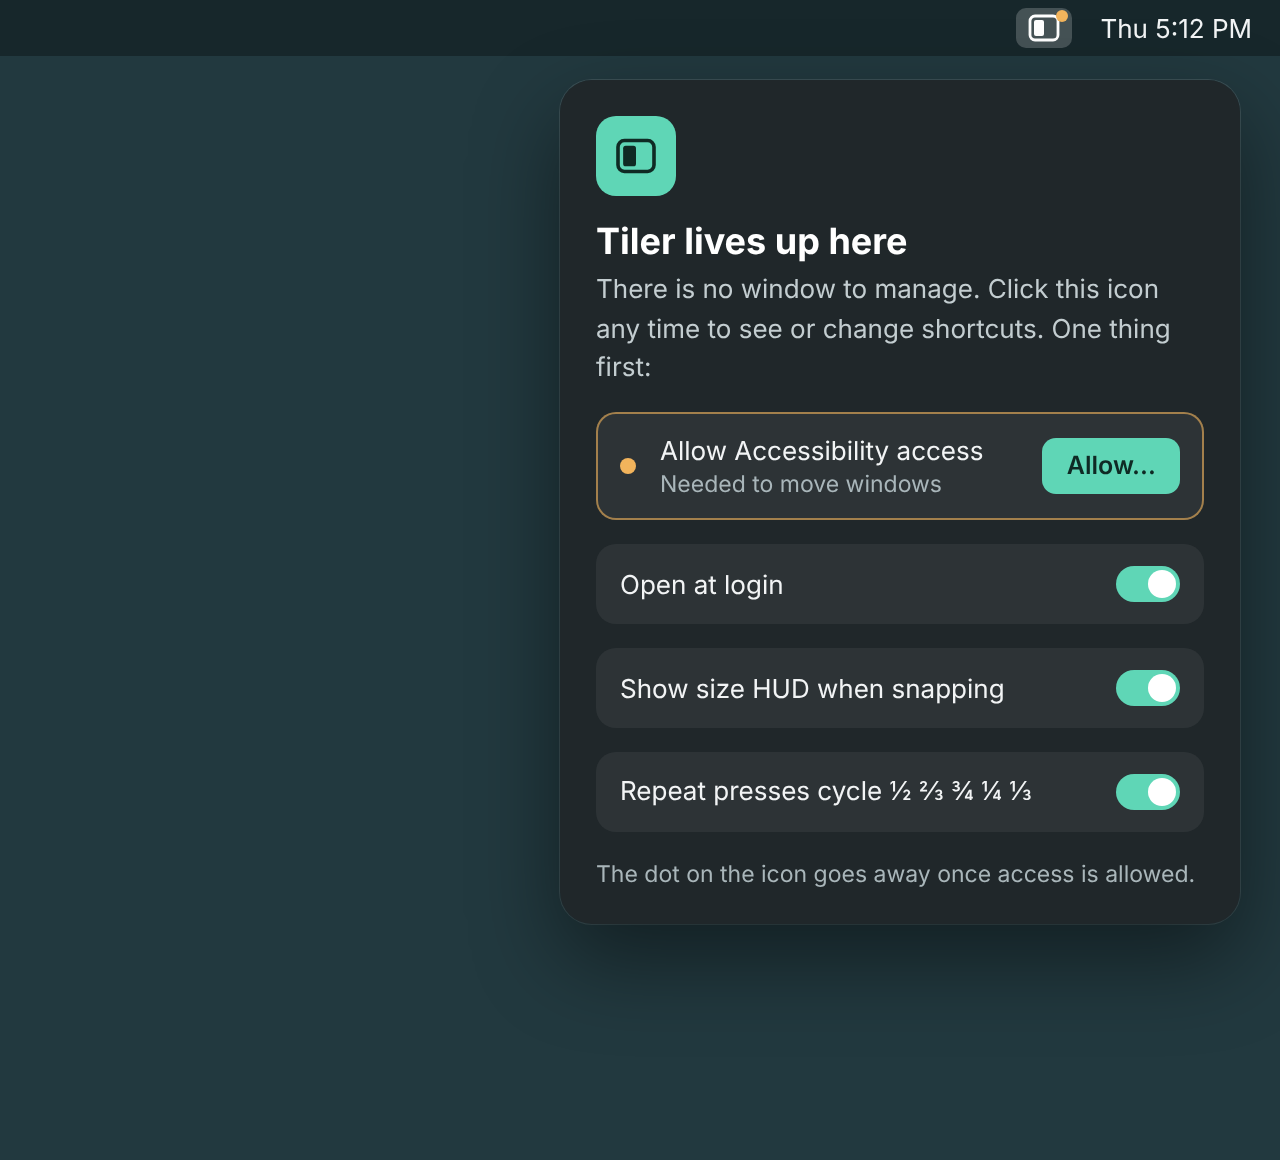 Thu 5:12 PM
Tiler lives up here
There is no window to manage. Click this icon
any time to see or change shortcuts. One thing
first:
Allow Accessibility access
Needed to move windows
Allow...
Open at login
Show size HUD when snapping
Repeat presses cycle ½ ⅔ ¾ ¼ ⅓
The dot on the icon goes away once access is allowed.